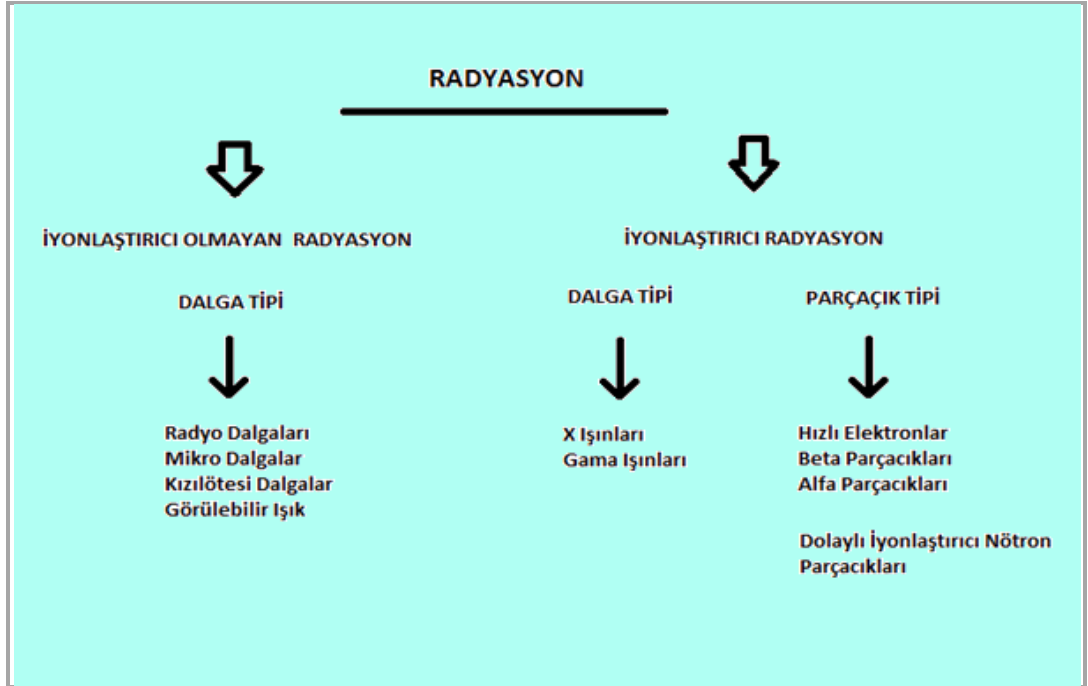 RADYASYON
İYONLAŞTIRICI OLMAYAN RADYASYON
DALGA TİPİ
Radyo Dalgaları
Mikro Dalgalar
Kızılötesi Dalgalar
Görülebilir Işık
İYONLAŞTIRICI RADYASYON
DALGA TİPİ
X Işınları
Gama Işınları
PARÇAÇIK TİPİ
Hızlı Elektronlar
Beta Parçacıkları
Alfa Parçacıkları
Dolaylı İyonlaştırıcı Nötron
Parçacıkları